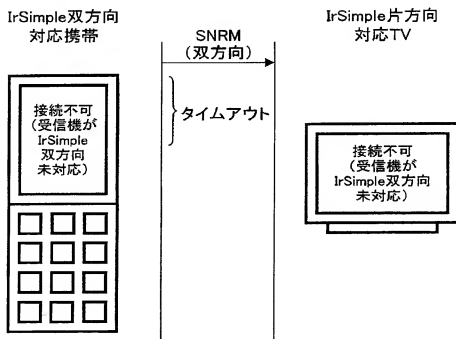 IrSimple双方向
対応携帯
SNRM
(双方向)
IrSimple片方向
対応TV
タイムアウト
接続不可
(受信機が
IrSimple
双方向
未対応)
接続不可
(受信機が
IrSimple双方向
未対応)